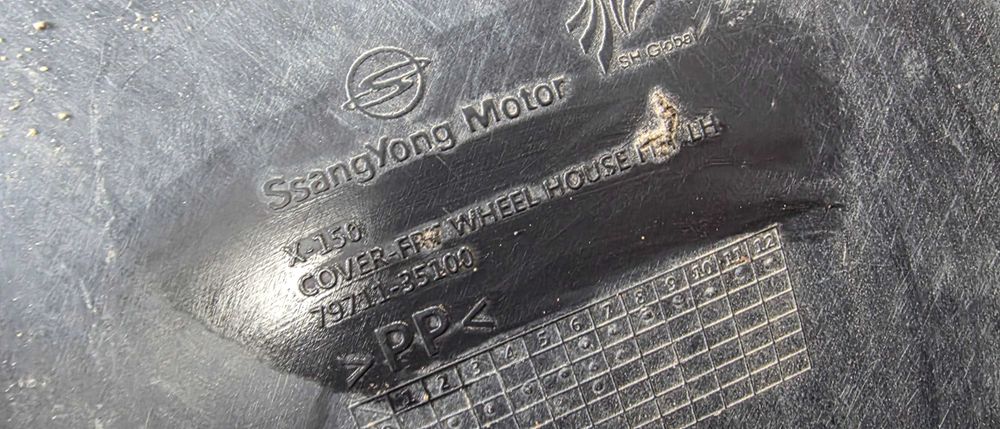 SH Global
SsangYong Motor
X-150
COVER-FRT WHEEL HOUSE LH
79711-35100
>PP<
1 2 3 4 5 6 7 8 9 10 11 12